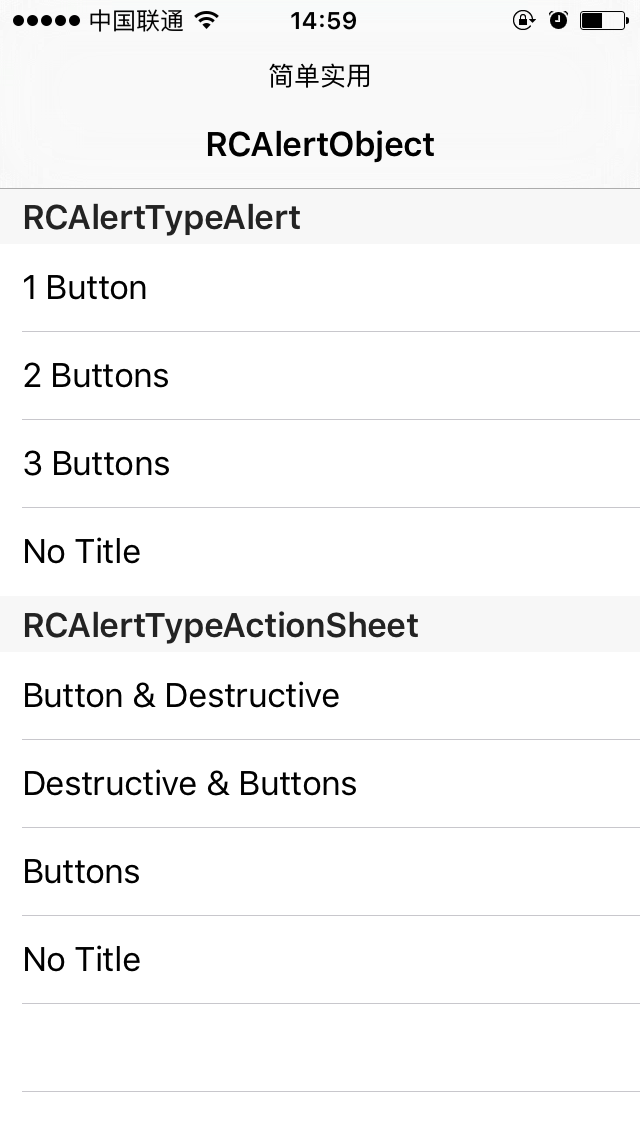 中国联通 14:59
简单实用
RCAlertObject
RCAlertTypeAlert
1 Button
2 Buttons
3 Buttons
No Title
RCAlertTypeActionSheet
Button & Destructive
Destructive & Buttons
Buttons
No Title